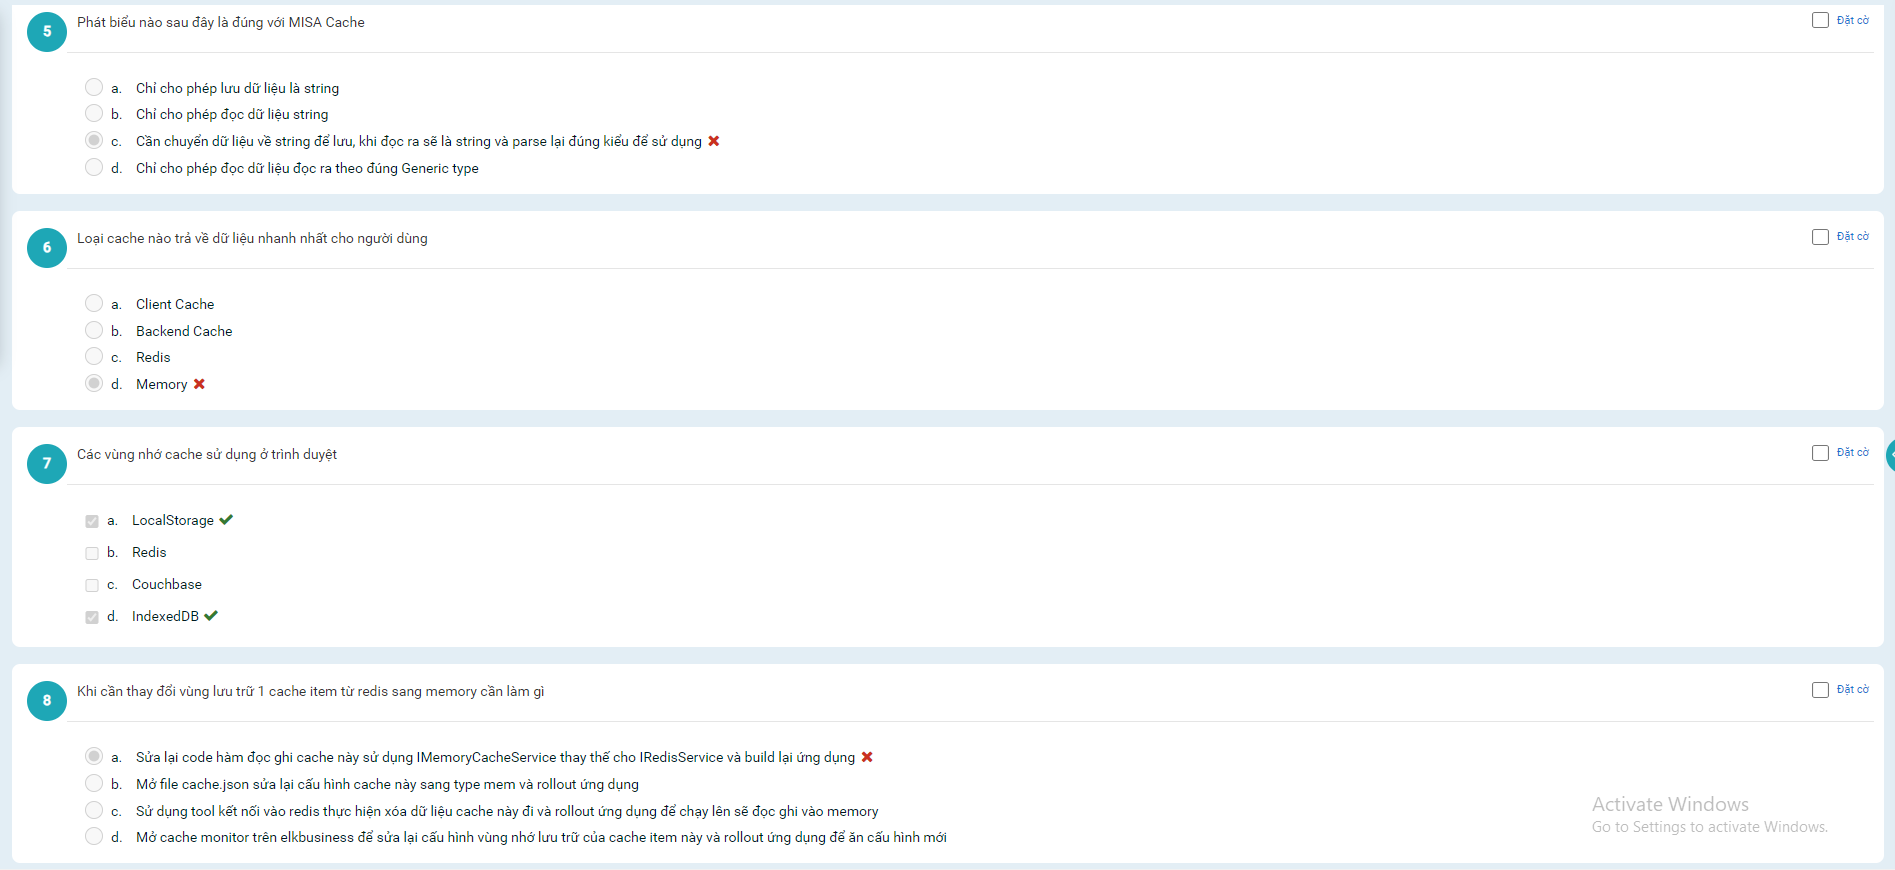 5
Phát biểu nào sau đây là đúng với MISA Cache
Đặt cờ
a. Chỉ cho phép lưu dữ liệu là string
b. Chỉ cho phép đọc dữ liệu string
c. Cần chuyển dữ liệu về string để lưu, khi đọc ra sẽ là string và parse lại đúng kiểu để sử dụng
d. Chỉ cho phép đọc dữ liệu đọc ra theo đúng Generic type
6
Loại cache nào trả về dữ liệu nhanh nhất cho người dùng
Đặt cờ
a. Client Cache
b. Backend Cache
c. Redis
d. Memory
7
Các vùng nhớ cache sử dụng ở trình duyệt
Đặt cờ
a. LocalStorage
b. Redis
c. Couchbase
d. IndexedDB
8
Khi cần thay đổi vùng lưu trữ 1 cache item từ redis sang memory cần làm gì
Đặt cờ
a. Sửa lại code hàm đọc ghi cache này sử dụng IMemoryCacheService thay thế cho IRedisService và build lại ứng dụng
b. Mở file cache.json sửa lại cấu hình cache này sang type mem và rollout ứng dụng
c. Sử dụng tool kết nối vào redis thực hiện xóa dữ liệu cache này đi và rollout ứng dụng để chạy lên sẽ đọc ghi vào memory
d. Mở cache monitor trên elkbusiness để sửa lại cấu hình vùng nhớ lưu trữ của cache item này và rollout ứng dụng để ăn cấu hình mới
Activate Windows
Go to Settings to activate Windows.